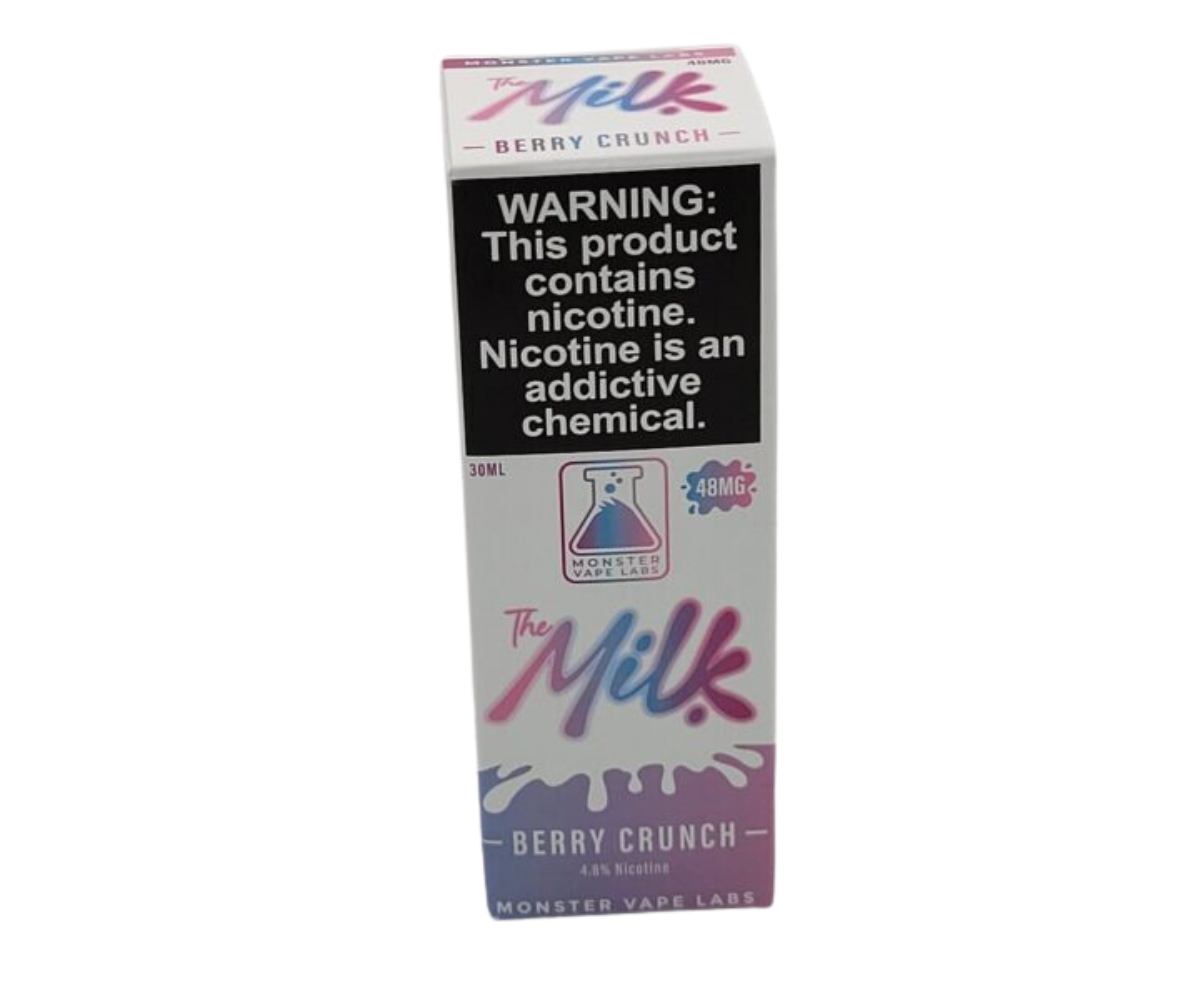 MONSTER VAPE LABS
48MG
The Milk
— BERRY CRUNCH —
WARNING:
This product
contains
nicotine.
Nicotine is an
addictive
chemical.
30ML
48MG
MONSTER
VAPE LABS
The Milk
— BERRY CRUNCH —
4.8% Nicotine
MONSTER VAPE LABS